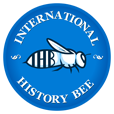 INTERNATIONAL
IHB
HISTORY BEE